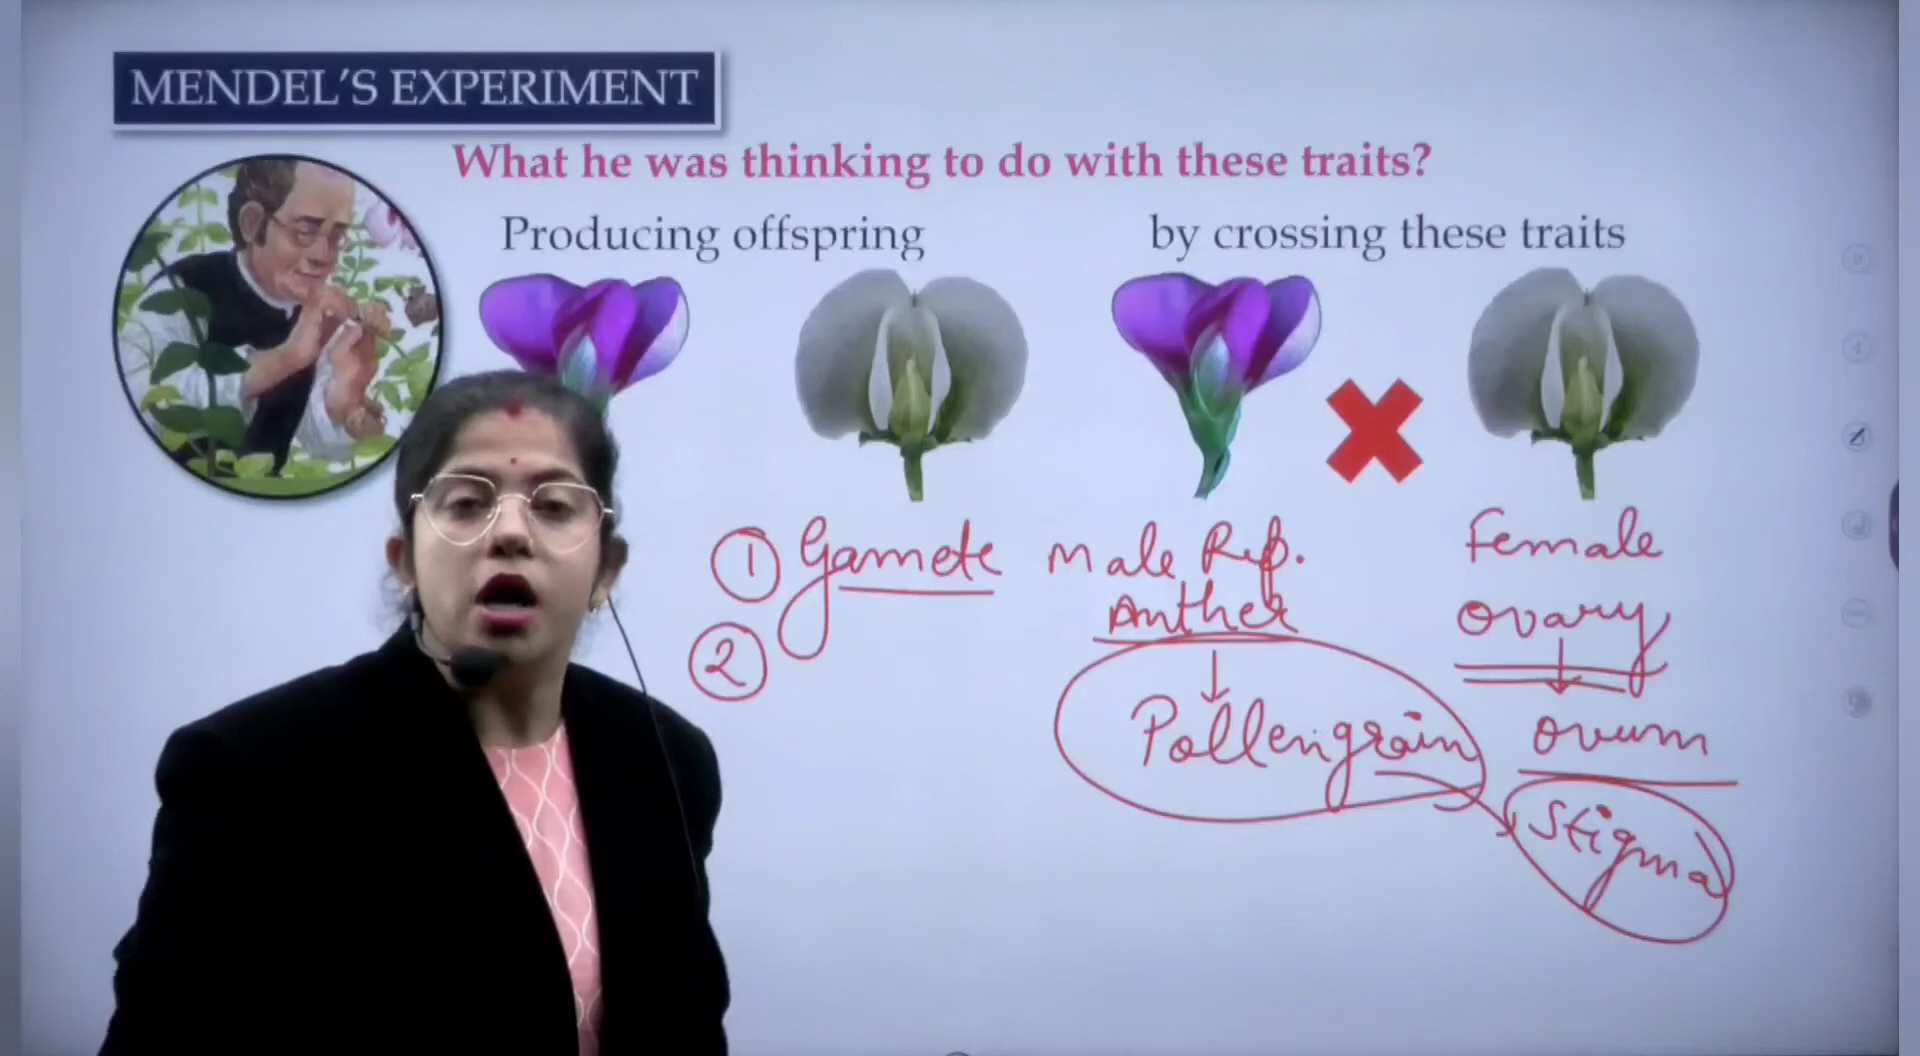 MENDEL'S EXPERIMENT
What he was thinking to do with these traits?
Producing offspring by crossing these traits
① Gamete
②
Male Rep.
Anther
↓
Pollengrain
Female
Ovary
↓
Ovum
Stigma